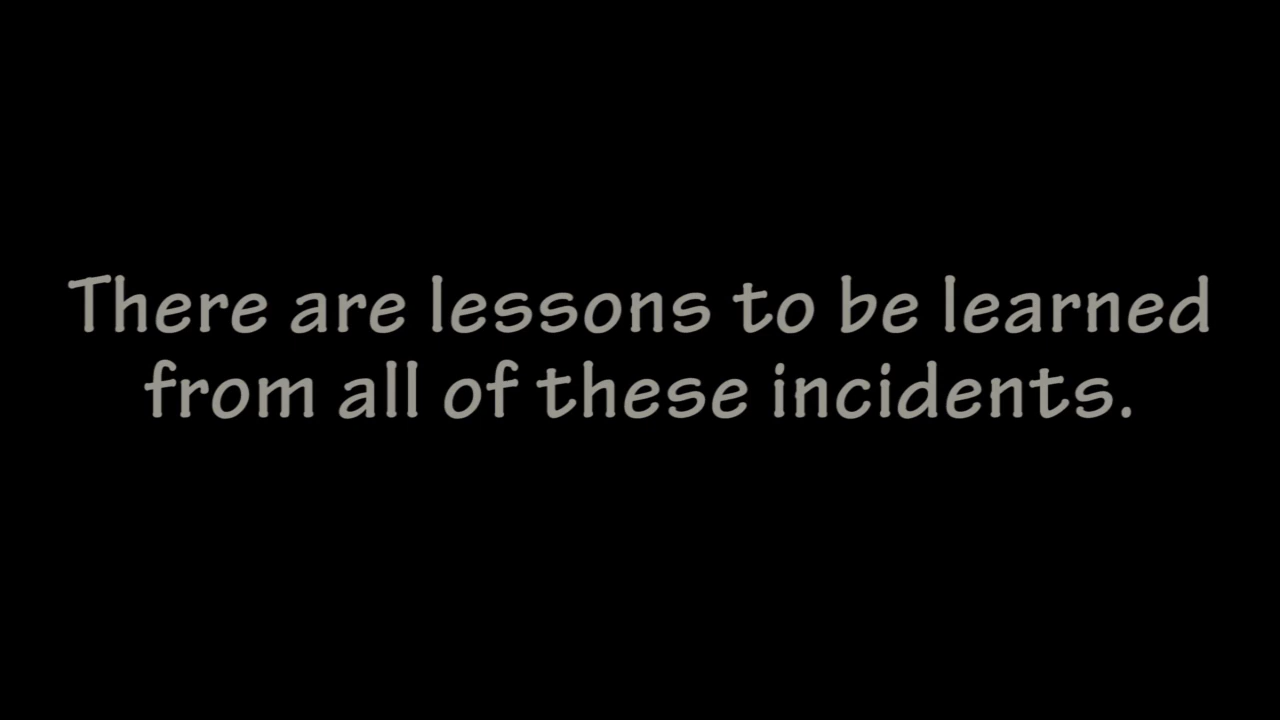 There are lessons to be learned
from all of these incidents.